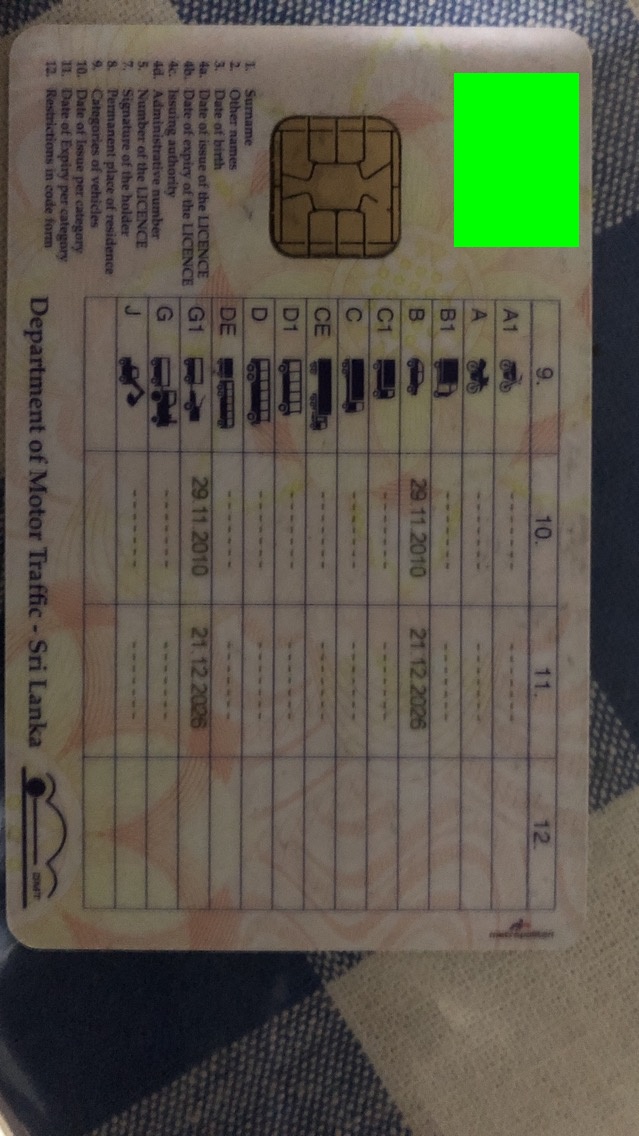 1. Surname
2. Other names
3. Date of birth
4a. Date of issue of the LICENCE
4b. Date of expiry of the LICENCE
4c. Issuing authority
4d. Administrative number
5. Number of the LICENCE
7. Signature of the holder
8. Permanent place of residence
9. Categories of vehicles
10. Date of Issue per category
11. Date of Expiry per category
12. Restrictions in code form
9. 10. 11. 12.
A1 ------ ------
A ------ ------
B1 ------ ------
B 29 11 2010 21 12 2026
C1 ------ ------
C ------ ------
CE ------ ------
D1 ------ ------
D ------ ------
DE ------ ------
G1 29 11 2010 21 12 2026
G ------ ------
J ------ ------
Department of Motor Traffic - Sri Lanka
metropolitan